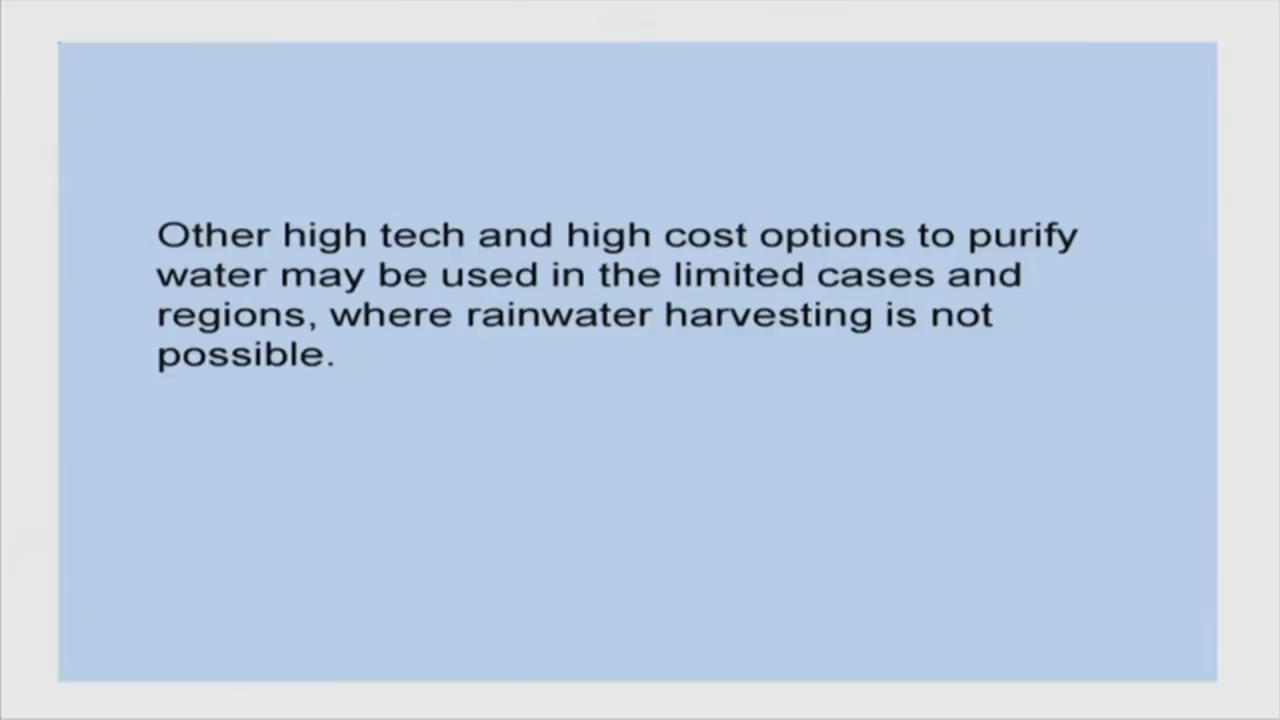 Other high tech and high cost options to purify
water may be used in the limited cases and
regions, where rainwater harvesting is not
possible.